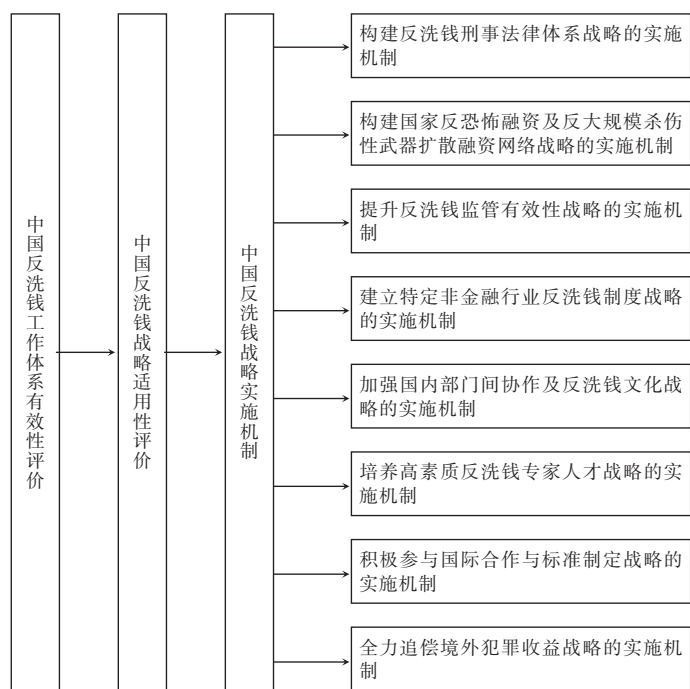 中国反洗钱工作体系有效性评价
中国反洗钱战略适用性评价
中国反洗钱战略实施机制
构建反洗钱刑事法律体系战略的实施
机制
构建国家反恐怖融资及反大规模杀伤
性武器扩散融资网络战略的实施机制
提升反洗钱监管有效性战略的实施机
制
建立特定非金融行业反洗钱制度战略
的实施机制
加强国内部门间协作及反洗钱文化战
略的实施机制
培养高素质反洗钱专家人才战略的实
施机制
积极参与国际合作与标准制定战略的
实施机制
全力追偿境外犯罪收益战略的实施机
制